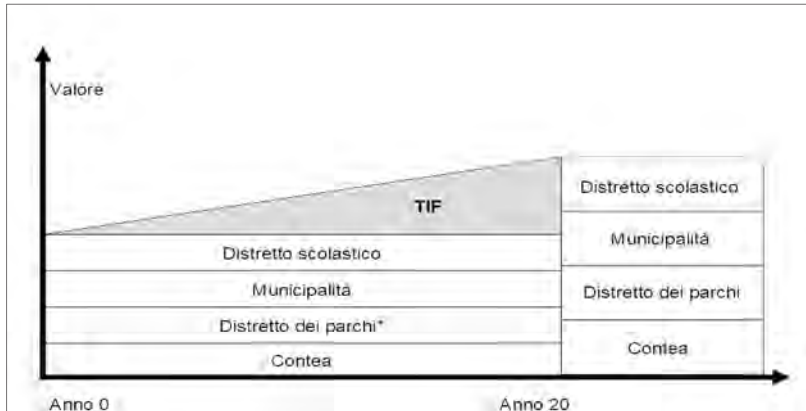 Valore
TIF
Distretto scolastico
Municipalità
Distretto dei parchi*
Contea
Distretto scolastico
Municipalità
Distretto dei parchi
Contea
Anno 0
Anno 20